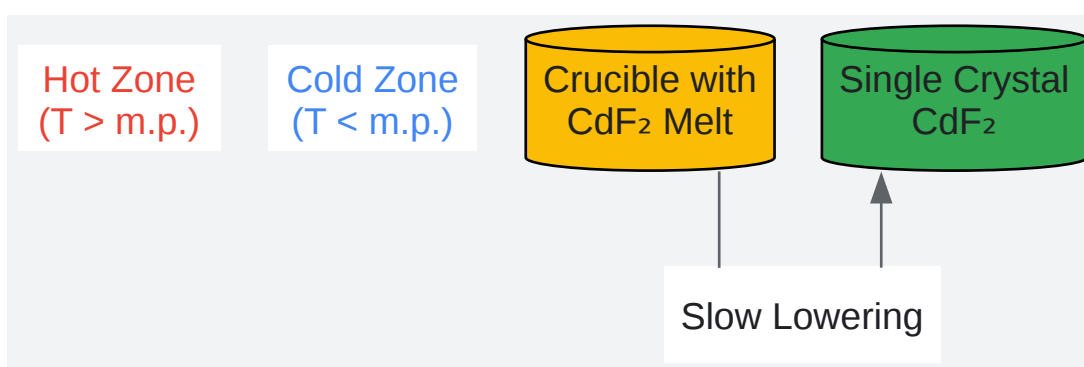 Hot Zone
(T > m.p.)
Cold Zone
(T < m.p.)
Crucible with
CdF₂ Melt
Single Crystal
CdF₂
Slow Lowering